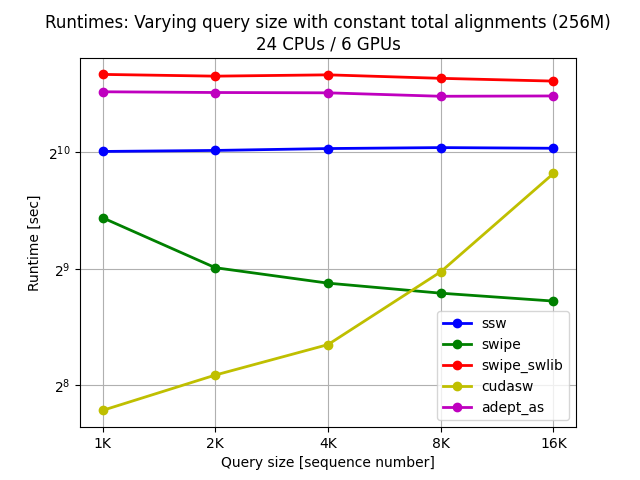 Runtimes: Varying query size with constant total alignments (256M)
24 CPUs / 6 GPUs
Runtime [sec]
2^10
2^9
2^8
ssw
swipe
swipe_swlib
cudasw
adept_as
1K 2K 4K 8K 16K
Query size [sequence number]